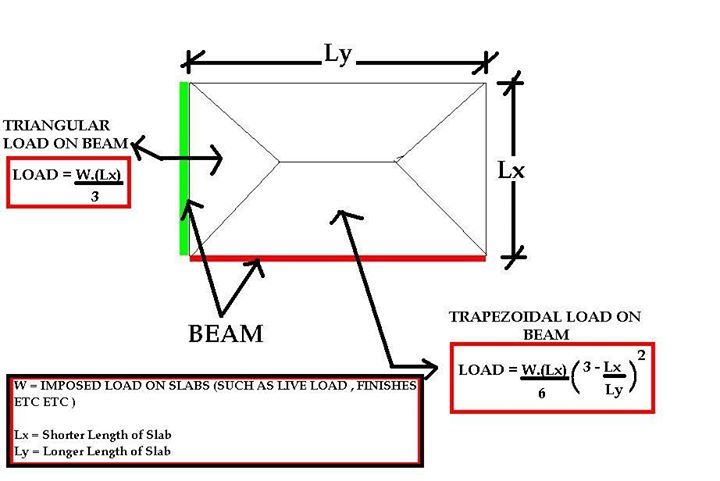 Ly
TRIANGULAR
LOAD ON BEAM
LOAD = W.(Lx)
3
Lx
BEAM
TRAPEZOIDAL LOAD ON
BEAM
LOAD = W.(Lx) ( 3 - Lx ) 2
6 Ly
W = IMPOSED LOAD ON SLABS (SUCH AS LIVE LOAD , FINISHES
ETC ETC )
Lx = Shorter Length of Slab
Ly = Longer Length of Slab